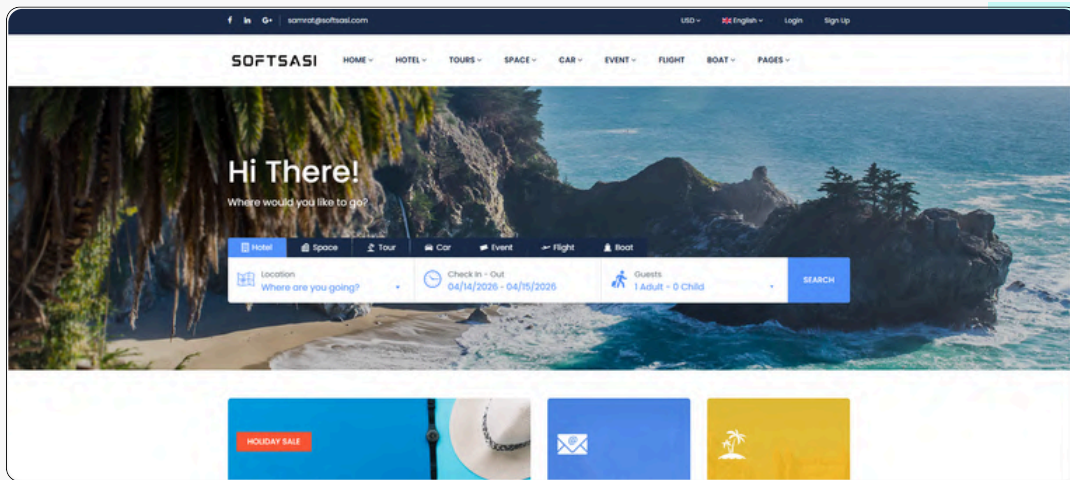 f in G+ samrat@softsasi.com USD English Login Sign Up
SOFTSASI HOME HOTEL TOURS SPACE CAR EVENT FLIGHT BOAT PAGES
Hi There!
Where would you like to go?
Hotel Space Tour Car Event Flight Boat
Location
Where are you going?
Check In - Out
04/14/2026 - 04/15/2026
Guests
1 Adult - 0 Child
SEARCH
HOLIDAY SALE